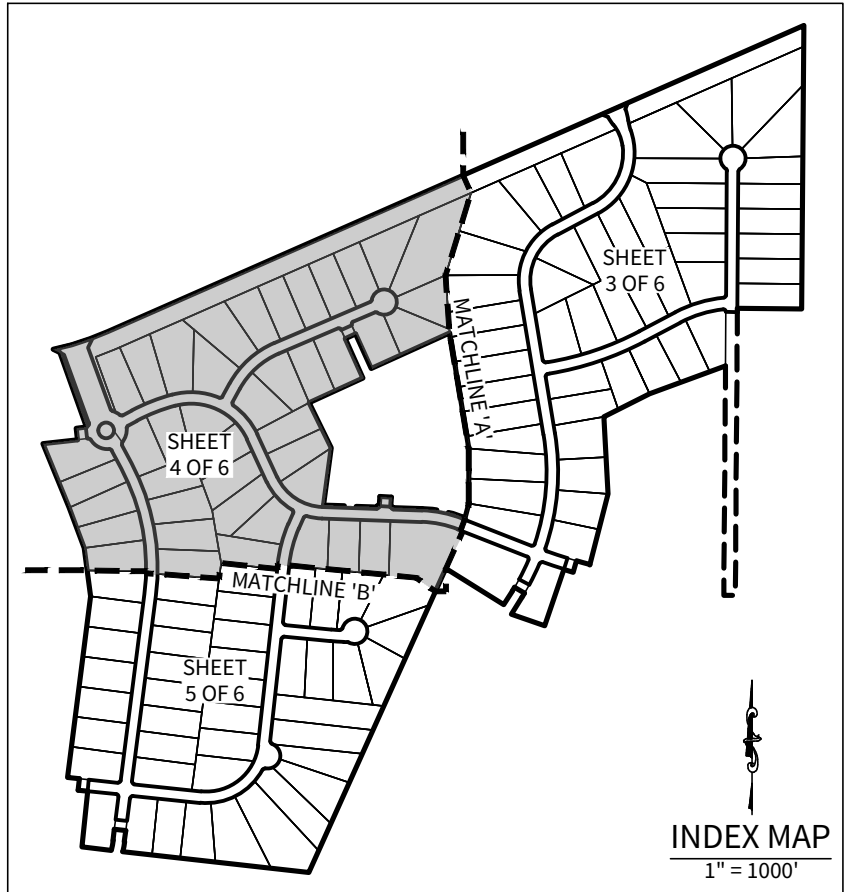 SHEET
3 OF 6
MATCHLINE 'A'
SHEET
4 OF 6
MATCHLINE 'B'
SHEET
5 OF 6
INDEX MAP
1" = 1000'